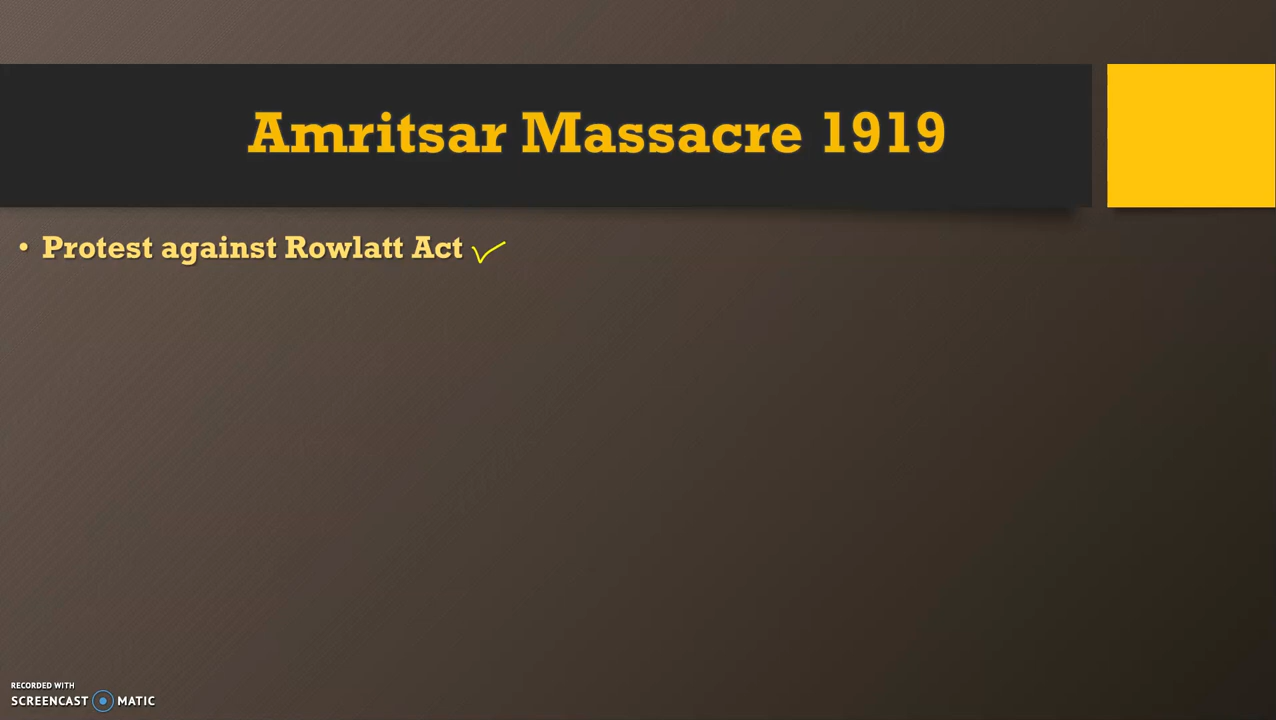 Amritsar Massacre 1919
• Protest against Rowlatt Act
RECORDED WITH
SCREENCAST MATIC